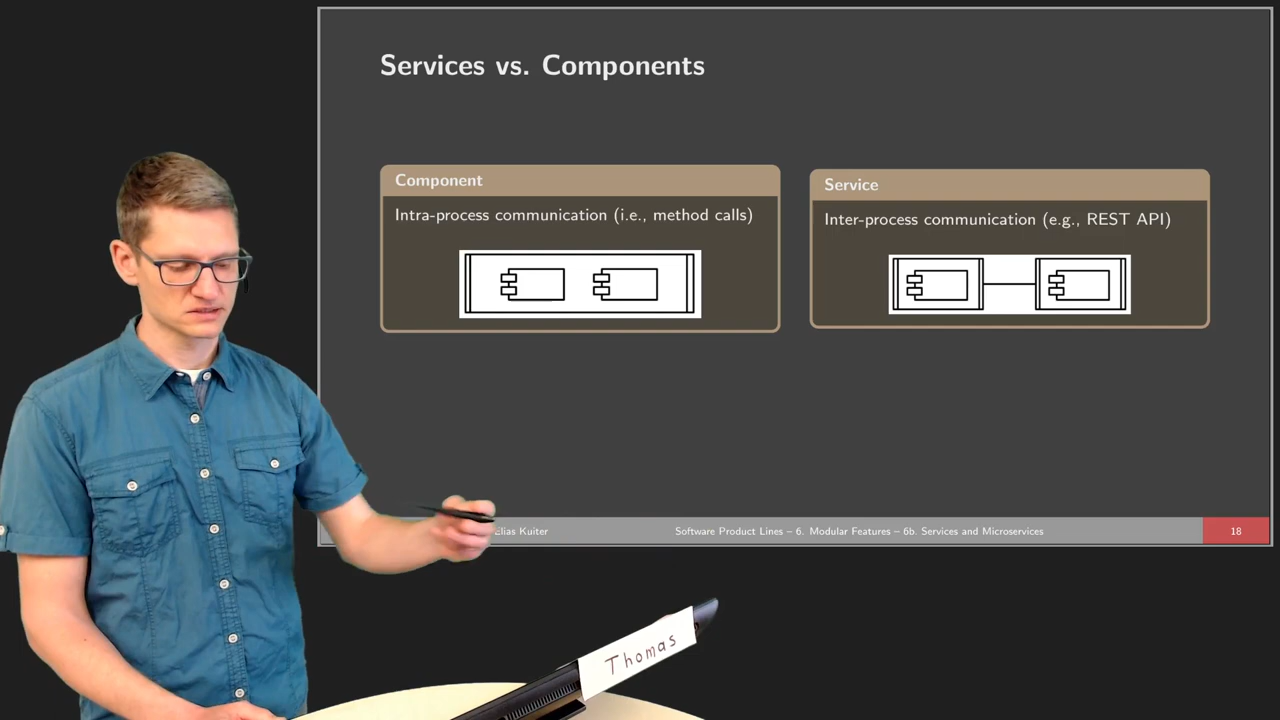 Services vs. Components
Component
Intra-process communication (i.e., method calls)
Service
Inter-process communication (e.g., REST API)
Elias Kuiter
Software Product Lines – 6. Modular Features – 6b. Services and Microservices
18
Thomas